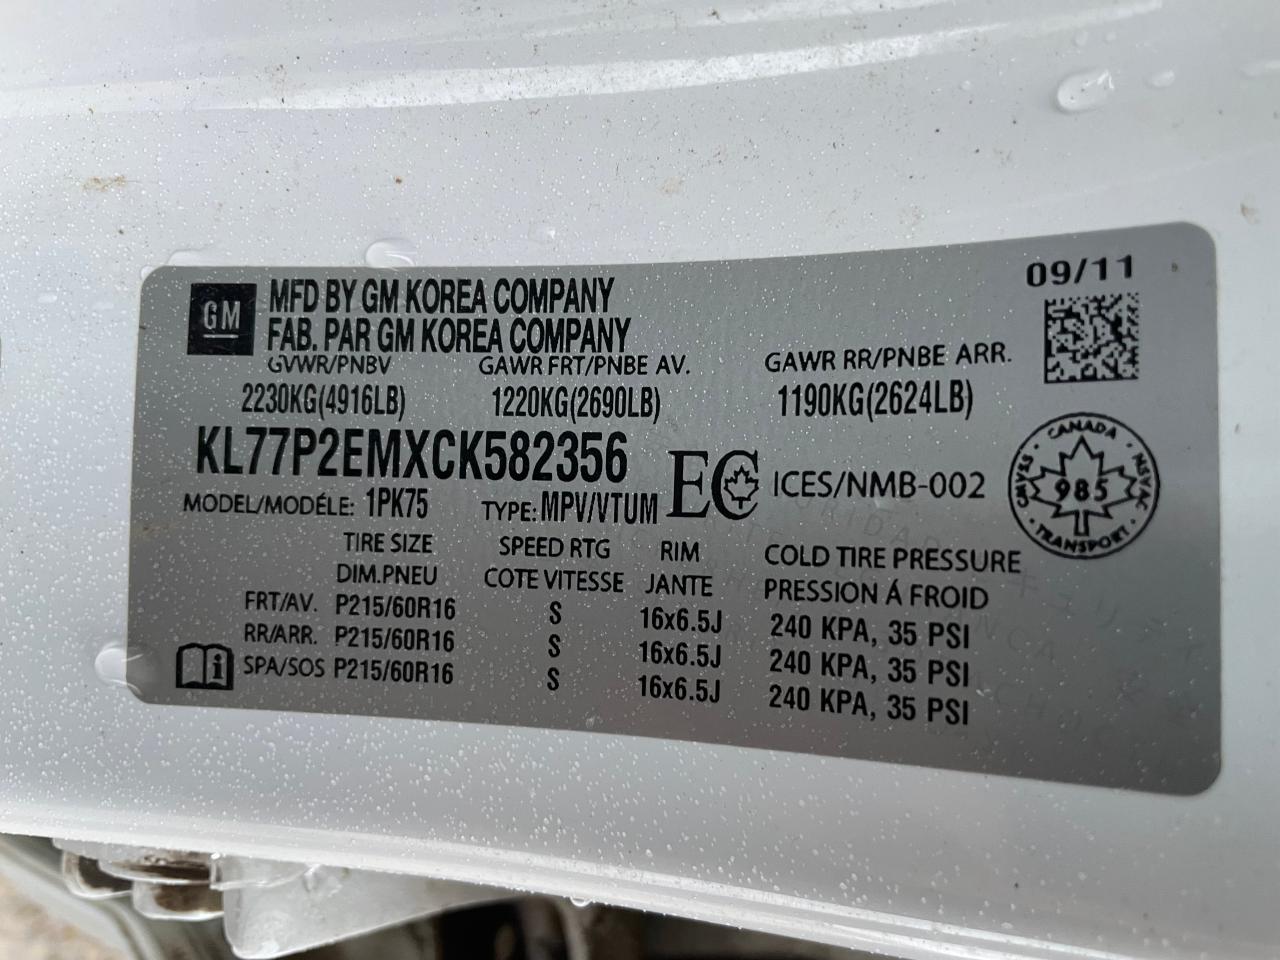 09/11
GM
MFD BY GM KOREA COMPANY
FAB. PAR GM KOREA COMPANY
GVWR/PNBV GAWR FRT/PNBE AV. GAWR RR/PNBE ARR.
2230KG(4916LB) 1220KG(2690LB) 1190KG(2624LB)
KL77P2EMXCK582356
EC ICES/NMB-002
CANADA
CMVSS 985 NSVAC
TRANSPORT
MODEL/MODÉLE: 1PK75 TYPE: MPV/VTUM
TIRE SIZE SPEED RTG RIM COLD TIRE PRESSURE
DIM.PNEU COTE VITESSE JANTE PRESSION Á FROID
FRT/AV. P215/60R16 S 16x6.5J 240 KPA, 35 PSI
RR/ARR. P215/60R16 S 16x6.5J 240 KPA, 35 PSI
SPA/SOS P215/60R16 S 16x6.5J 240 KPA, 35 PSI